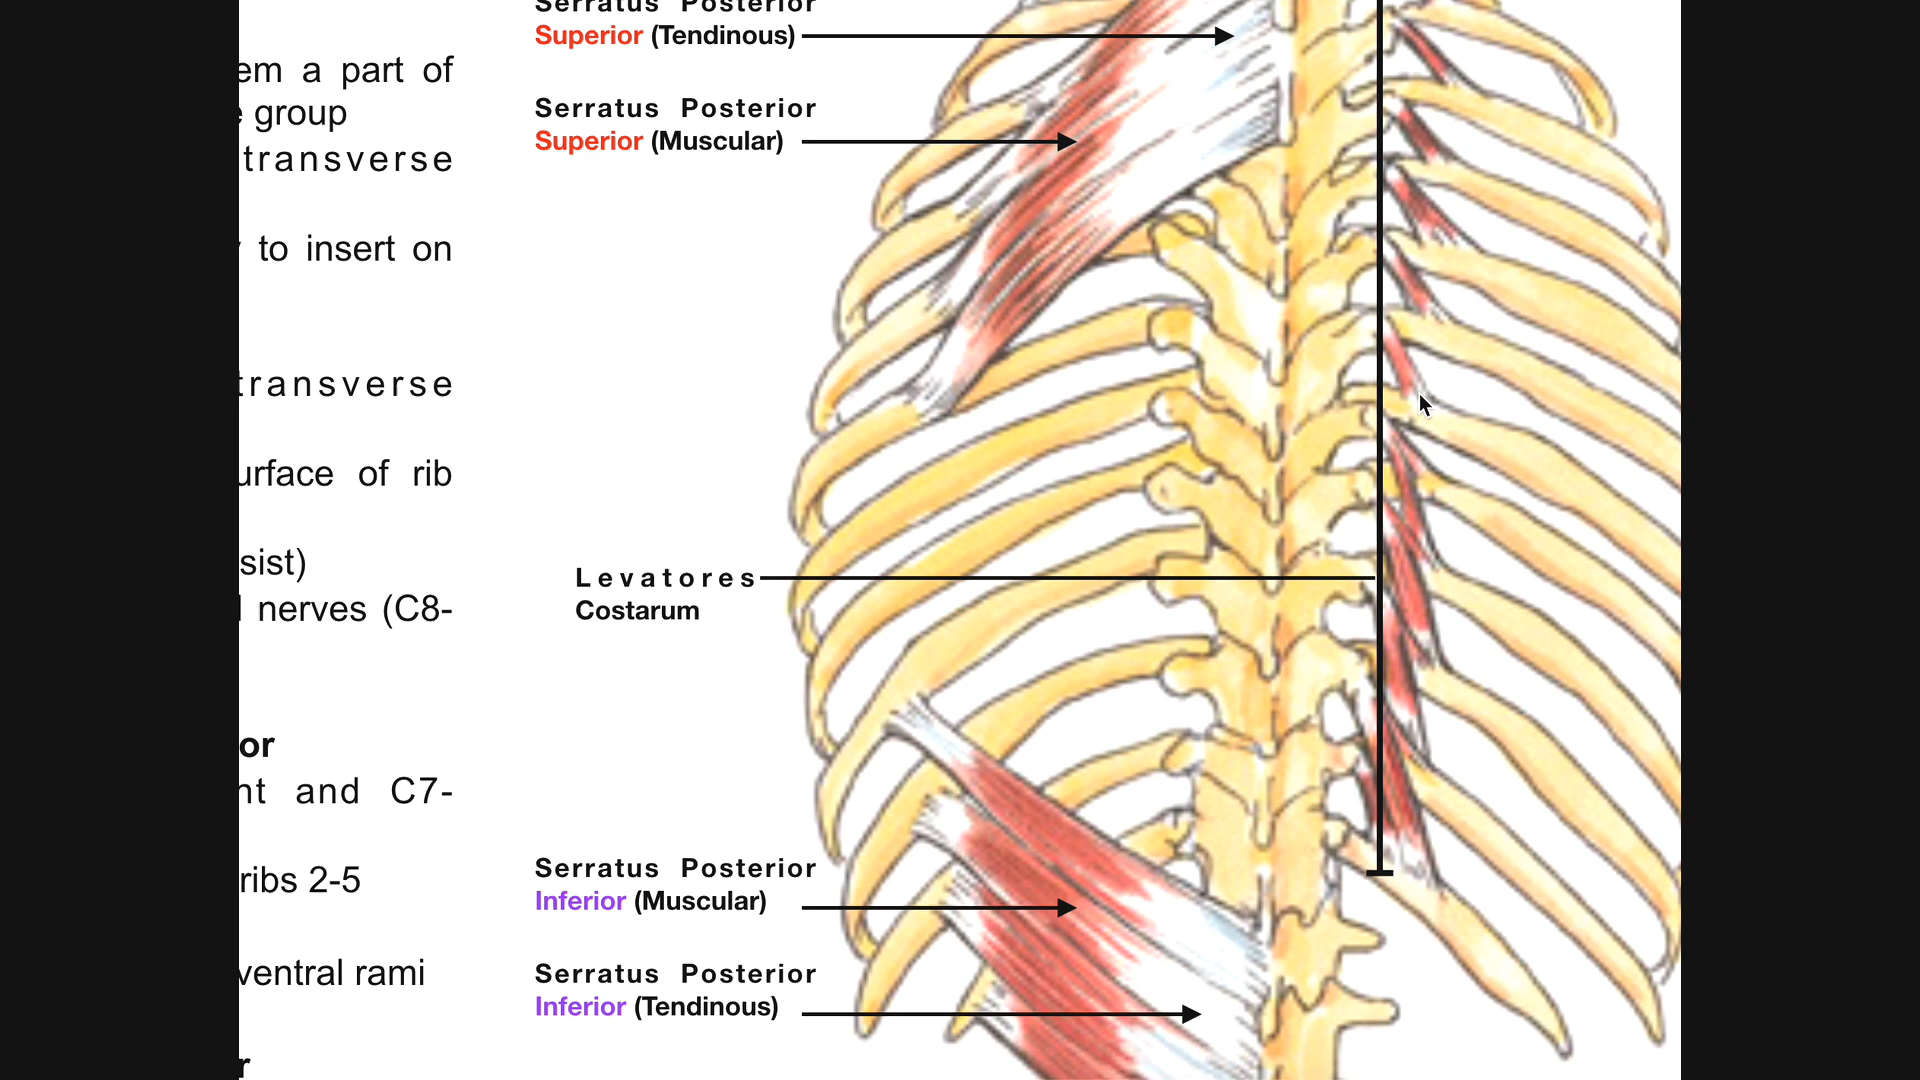 em a part of
group
transverse
to insert on
transverse
urface of rib
sist)
nerves (C8-
or
nt and C7-
ribs 2-5
ventral rami
r
Serratus Posterior
Superior (Tendinous)
Serratus Posterior
Superior (Muscular)
Levatores
Costarum
Serratus Posterior
Inferior (Muscular)
Serratus Posterior
Inferior (Tendinous)